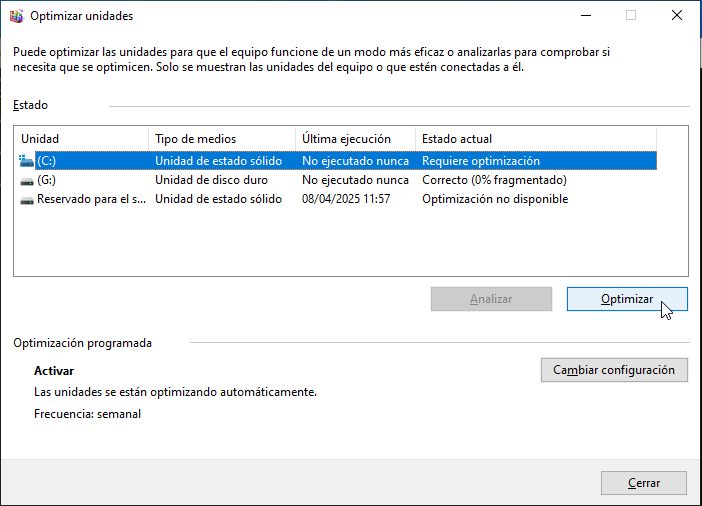 Optimizar unidades
Puede optimizar las unidades para que el equipo funcione de un modo más eficaz o analizarlas para comprobar si
necesita que se optimicen. Solo se muestran las unidades del equipo o que estén conectadas a él.
Estado
Unidad Tipo de medios Última ejecución Estado actual
(C:) Unidad de estado sólido No ejecutado nunca Requiere optimización
(G:) Unidad de disco duro No ejecutado nunca Correcto (0% fragmentado)
Reservado para el s... Unidad de estado sólido 08/04/2025 11:57 Optimización no disponible
Analizar Optimizar
Optimización programada
Activar
Cambiar configuración
Las unidades se están optimizando automáticamente.
Frecuencia: semanal
Cerrar